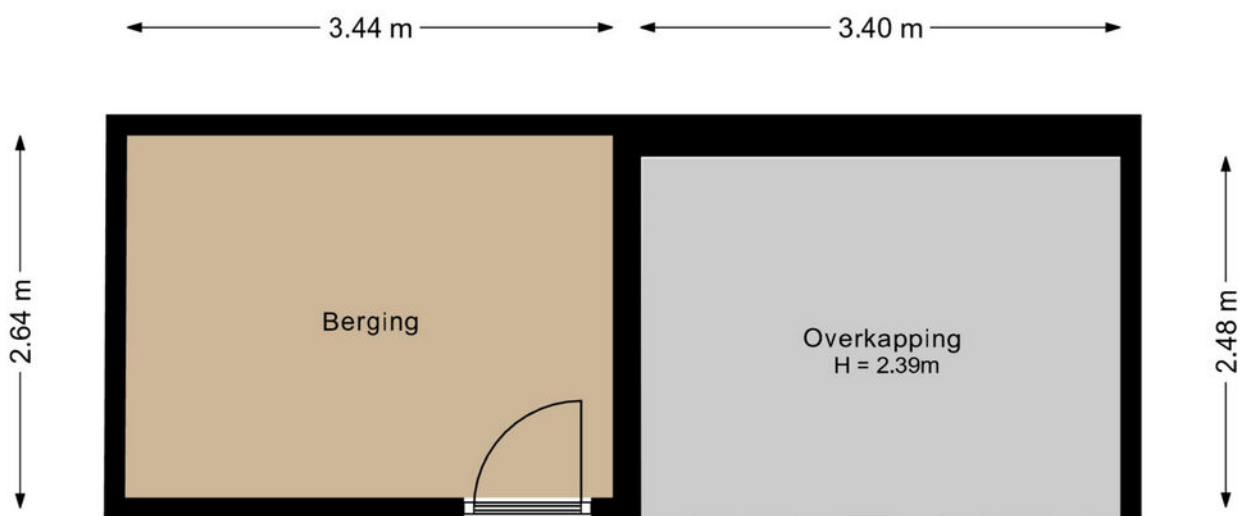 3.44 m
3.40 m
2.64 m
Berging
Overkapping
H = 2.39m
2.48 m